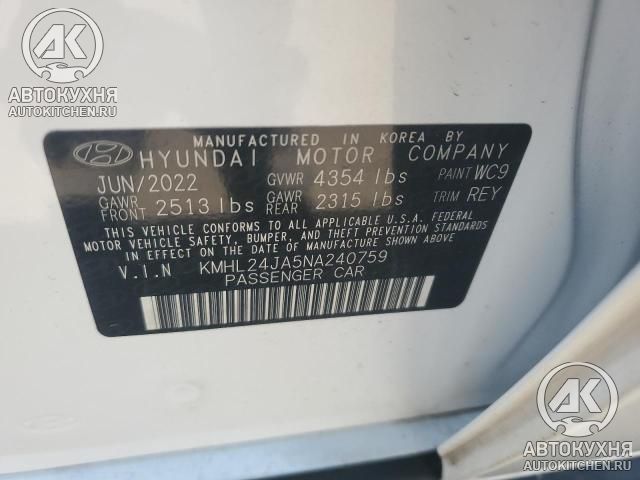 АВТОКУХНЯ
AUTOKITCHEN.RU
АВТОКУХНЯ
AUTOKITCHEN.RU
MANUFACTURED IN KOREA BY
HYUNDAI MOTOR COMPANY
JUN/2022 GVWR 4354 lbs PAINT WC9
GAWR FRONT 2513 lbs GAWR REAR 2315 lbs TRIM REY
THIS VEHICLE CONFORMS TO ALL APPLICABLE U.S.A. FEDERAL
MOTOR VEHICLE SAFETY, BUMPER, AND THEFT PREVENTION STANDARDS
IN EFFECT ON THE DATE OF MANUFACTURE SHOWN ABOVE.
V.I.N KMHL24JA5NA240759
PASSENGER CAR
АВТОКУХНЯ
AUTOKITCHEN.RU